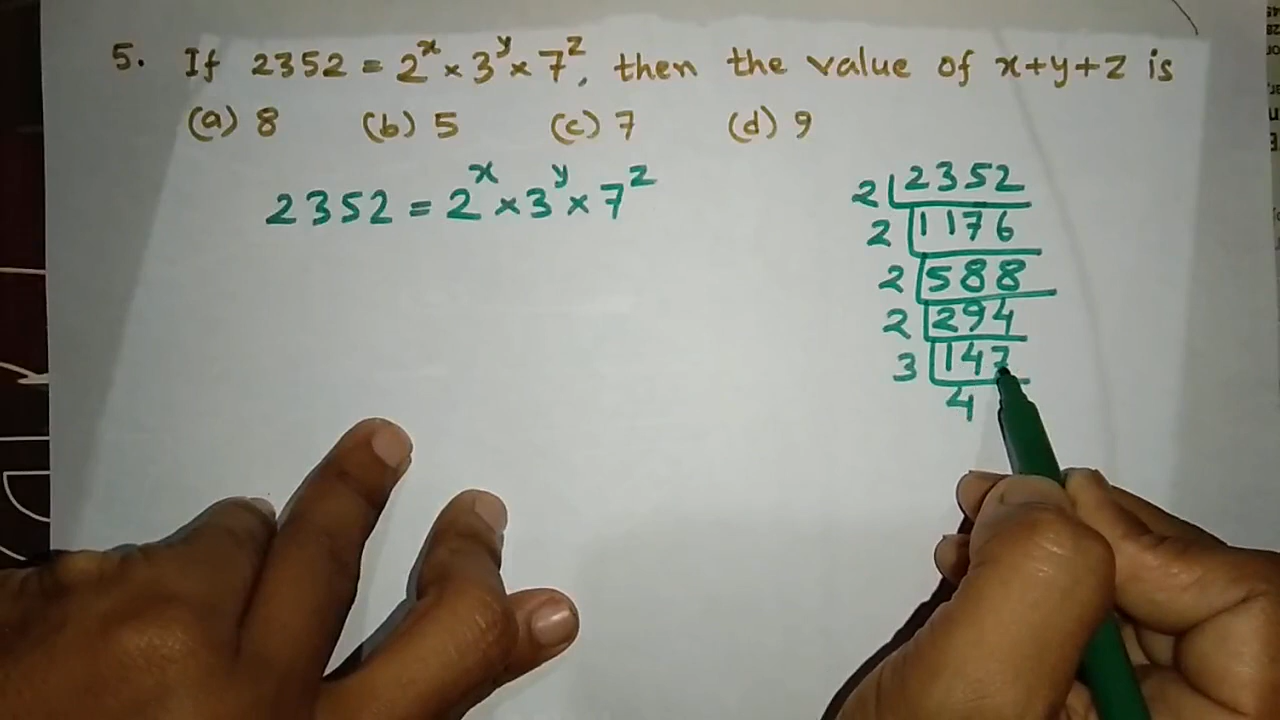 5. If 2352 = 2^x × 3^y × 7^z, then the value of x+y+z is
(a) 8 (b) 5 (c) 7 (d) 9
2352 = 2^x × 3^y × 7^z
2 | 2352
2 | 1176
2 | 588
2 | 294
3 | 147
4